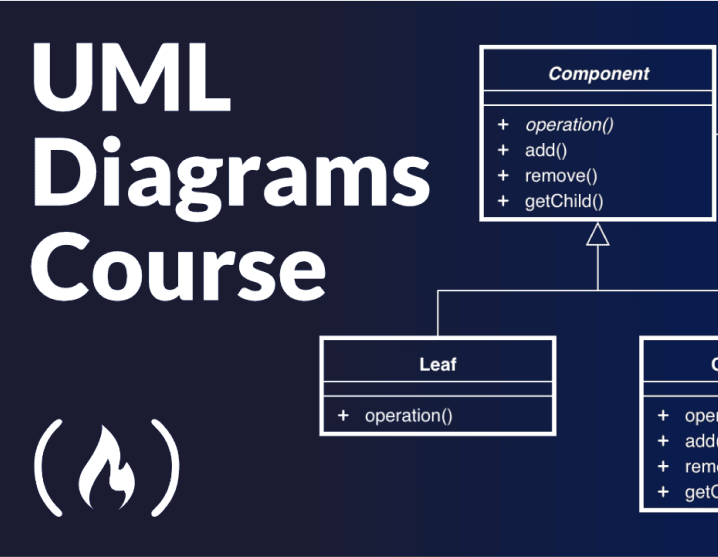 UML
Diagrams
Course
Component
+ operation()
+ add()
+ remove()
+ getChild()
Leaf
+ operation()
+
+
+
+